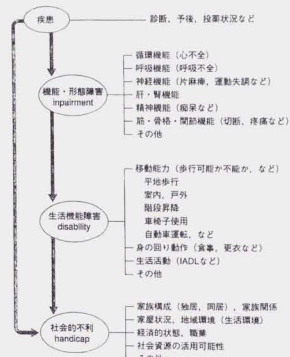 疾患
診断、予後、投薬状況など
機能・形態障害
inpairment
循環機能（心不全）
呼吸機能（呼吸不全）
神経機能（片麻痺、運動失調など）
肝・腎機能
精神機能（痴呆など）
筋・骨格・関節機能（切断、疼痛など）
その他
生活機能障害
disability
移動能力（歩行可能か不能か、など）
平地歩行
室内、戸外
階段昇降
車椅子使用
自動車運転、など
身の回り動作（食事、更衣など）
生活活動（IADLなど）
その他
社会的不利
handicap
家族構成（独居、同居）、家族関係
家屋状況、地域環境（生活環境）
経済的状態、職業
社会資源の活用可能性
その他